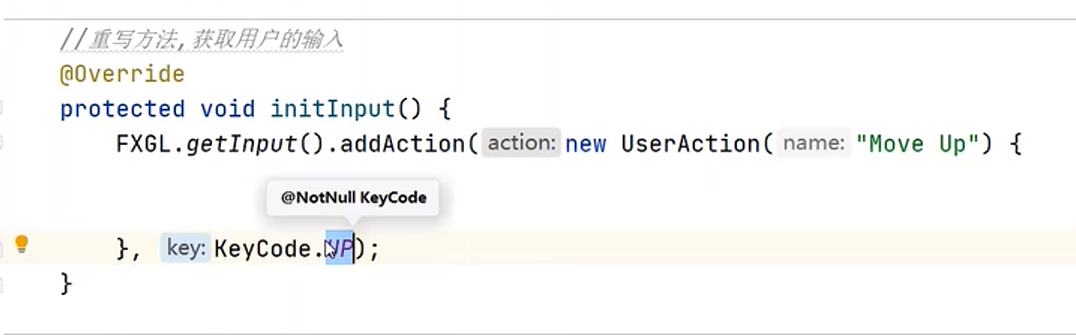 //重写方法,获取用户的输入
@Override
protected void initInput() {
FXGL.getInput().addAction( action: new UserAction( name: "Move Up") {
@NotNull KeyCode
}, key: KeyCode.UP);
}